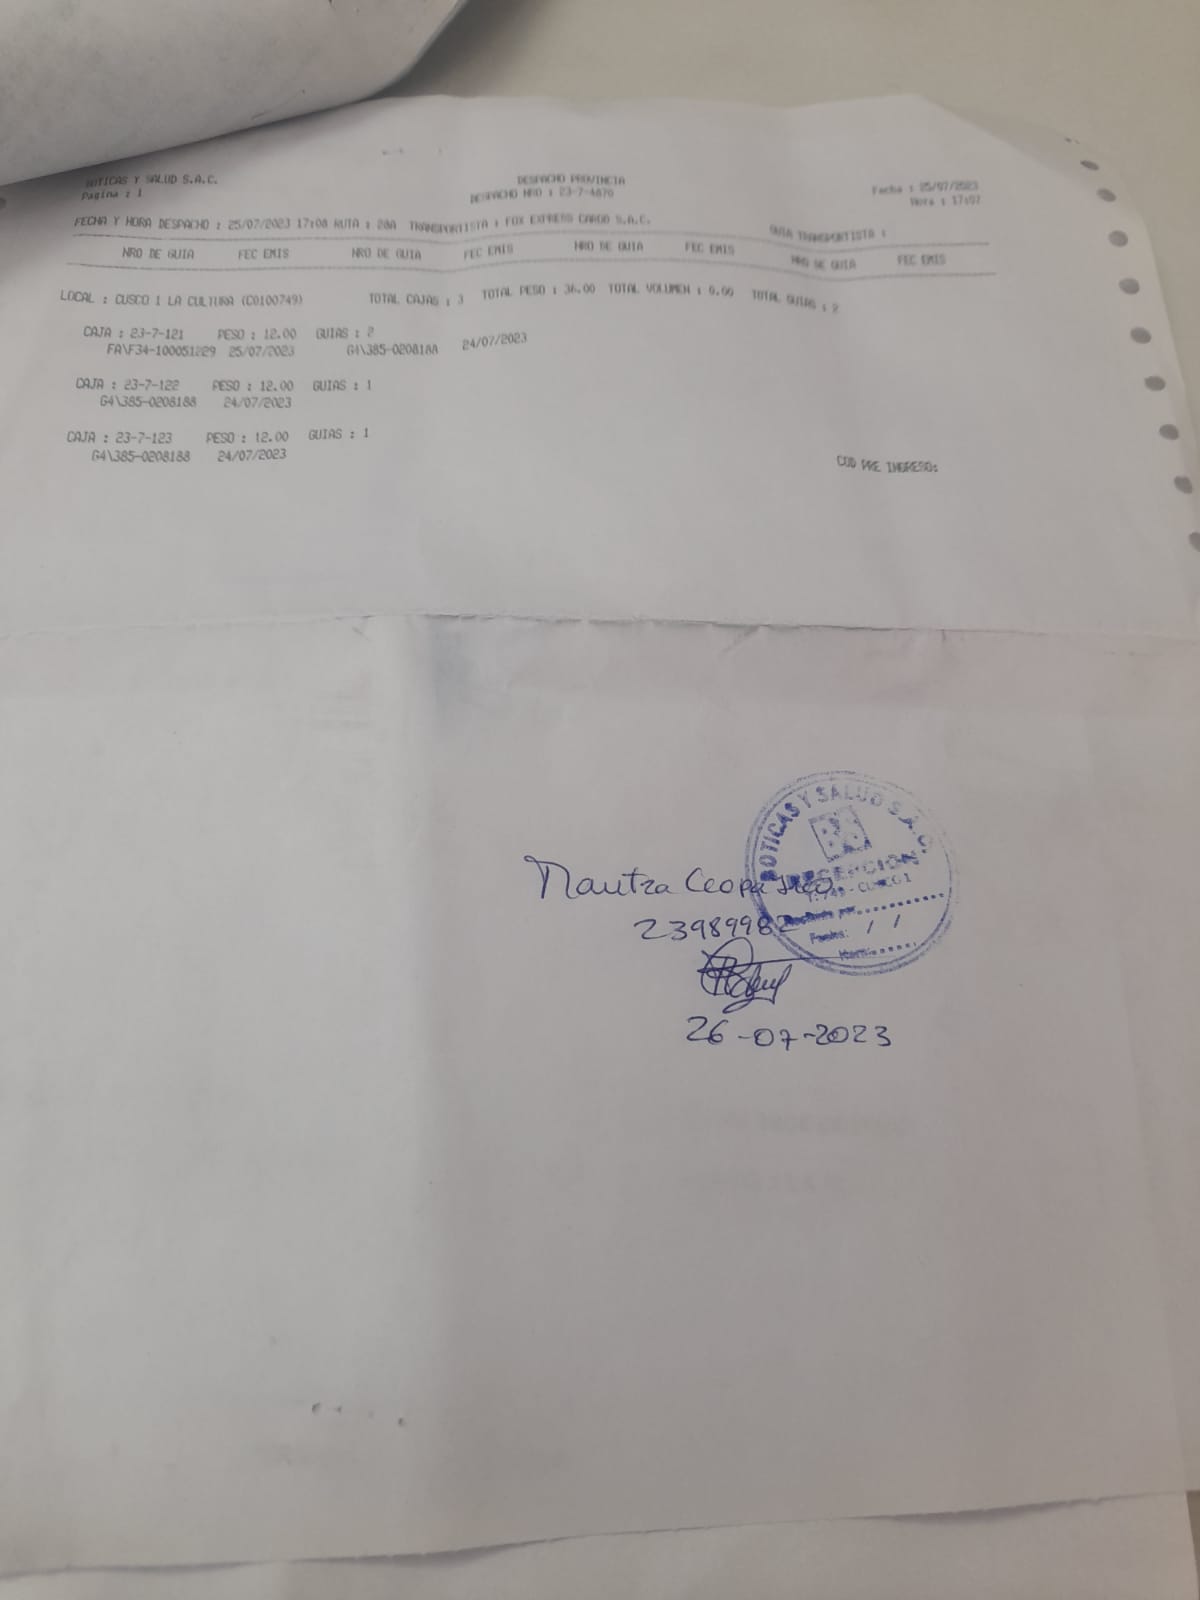 BOTICAS Y SALUD S.A.C.
DESPACHO PROVINCIA
Fecha : 25/07/2023
Pagina : 1
DESPACHO NRO : 23-7-4870
Hora : 17:07
FECHA Y HORA DESPACHO : 25/07/2023 17:08 RUTA : 20A TRANSPORTISTA : FOX EXPRESS CARGO S.A.C.
GUIA TRANSPORTISTA :
NRO DE GUIA FEC EMIS NRO DE GUIA FEC EMIS NRO DE GUIA FEC EMIS NRO DE GUIA FEC EMIS
LOCAL : CUSCO 1 LA CULTURA (C0100749) TOTAL CAJAS : 3 TOTAL PESO : 36.00 TOTAL VOLUMEN : 0.00 TOTAL GUIAS : 2
CAJA : 23-7-121 PESO : 12.00 GUIAS : 2
FA\F34-100051229 25/07/2023 G4\385-0208188 24/07/2023
CAJA : 23-7-122 PESO : 12.00 GUIAS : 1
G4\385-0208188 24/07/2023
CAJA : 23-7-123 PESO : 12.00 GUIAS : 1
G4\385-0208188 24/07/2023
COD PRE INGRESO:
BOTICAS Y SALUD S.A.C.
RECEPCION
Recibido por
Fecha: / /
Hora:
23989982
26-07-2023